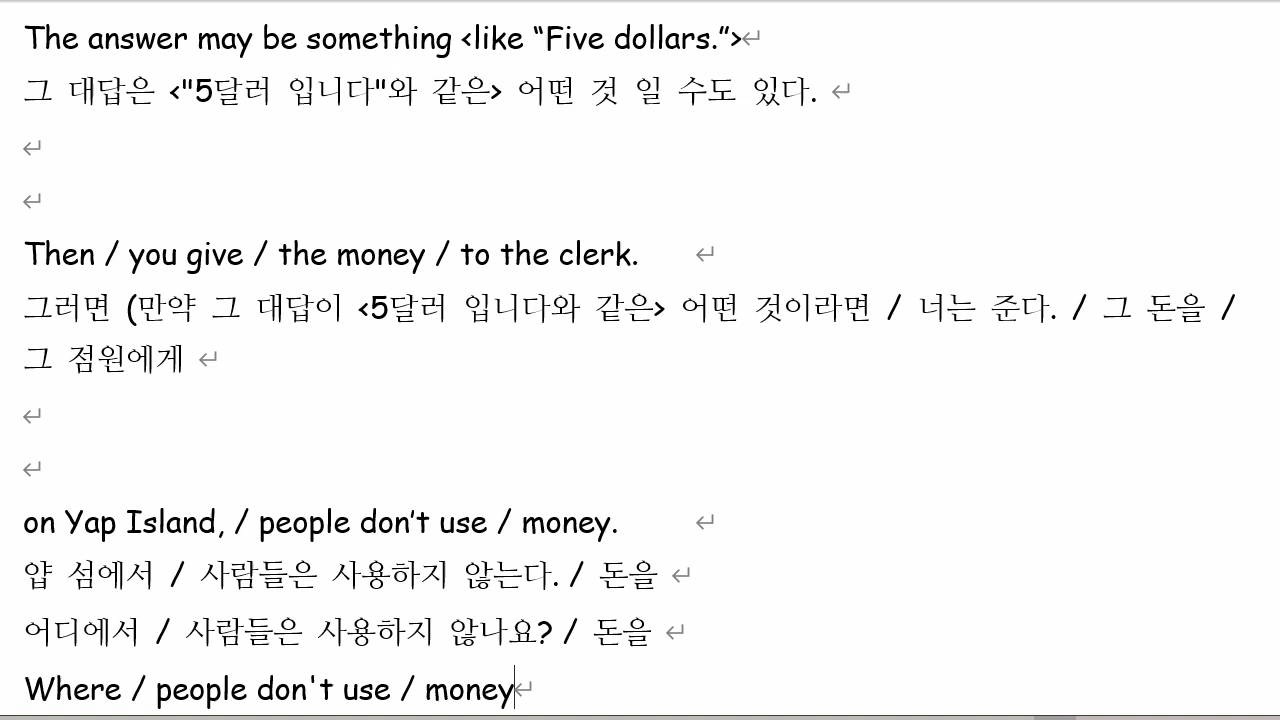 The answer may be something <like “Five dollars.”>
그 대답은 <"5달러 입니다"와 같은> 어떤 것 일 수도 있다.
Then / you give / the money / to the clerk.
그러면 (만약 그 대답이 <5달러 입니다와 같은> 어떤 것이라면 / 너는 준다. / 그 돈을 /
그 점원에게
on Yap Island, / people don’t use / money.
얍 섬에서 / 사람들은 사용하지 않는다. / 돈을
어디에서 / 사람들은 사용하지 않나요? / 돈을
Where / people don't use / money